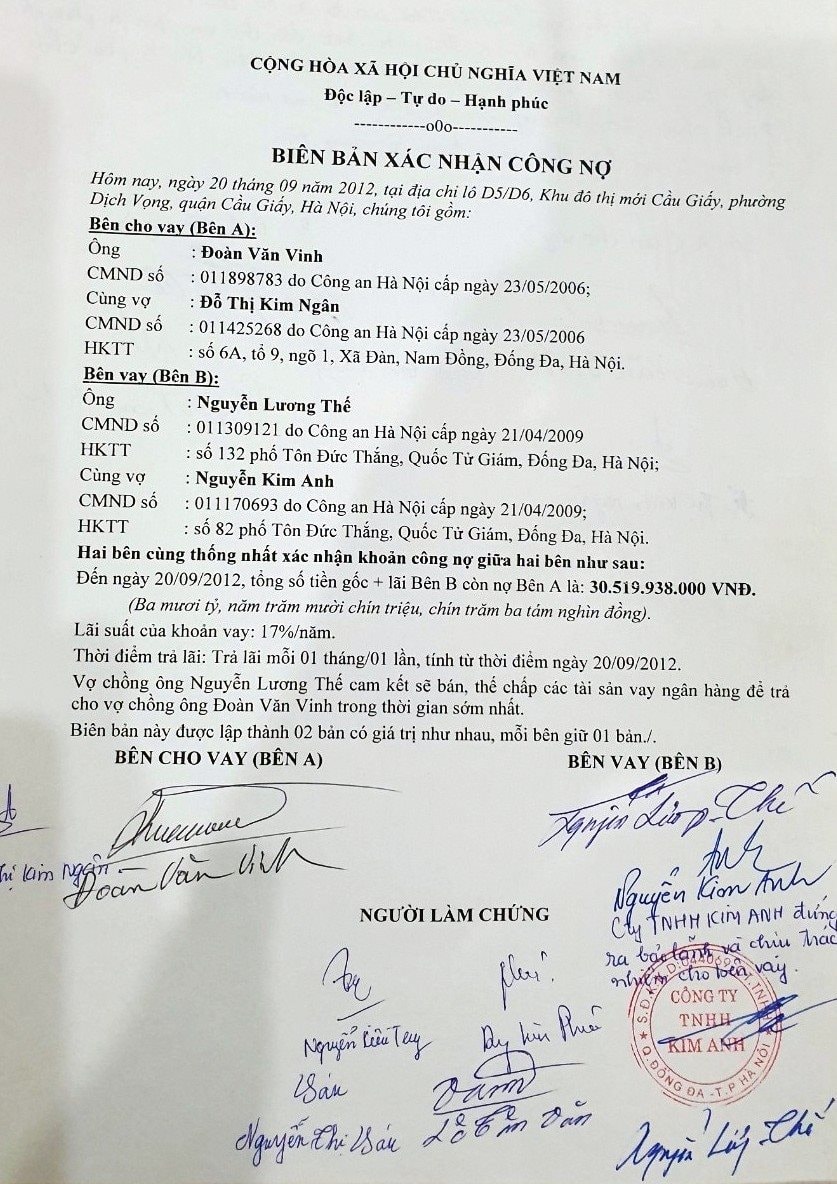 CỘNG HÒA XÃ HỘI CHỦ NGHĨA VIỆT NAM
Độc lập – Tự do – Hạnh phúc
------------o0o-----------
BIÊN BẢN XÁC NHẬN CÔNG NỢ
Hôm nay, ngày 20 tháng 09 năm 2012, tại địa chỉ lô D5/D6, Khu đô thị mới Cầu Giấy, phường
Dịch Vọng, quận Cầu Giấy, Hà Nội, chúng tôi gồm:
Bên cho vay (Bên A):
Ông : Đoàn Văn Vinh
CMND số : 011898783 do Công an Hà Nội cấp ngày 23/05/2006;
Cùng vợ : Đỗ Thị Kim Ngân
CMND số : 011425268 do Công an Hà Nội cấp ngày 23/05/2006
HKTT : số 6A, tổ 9, ngõ 1, Xã Đàn, Nam Đồng, Đống Đa, Hà Nội.
Bên vay (Bên B):
Ông : Nguyễn Lương Thế
CMND số : 011309121 do Công an Hà Nội cấp ngày 21/04/2009
HKTT : số 132 phố Tôn Đức Thắng, Quốc Tử Giám, Đống Đa, Hà Nội;
Cùng vợ : Nguyễn Kim Anh
CMND số : 011170693 do Công an Hà Nội cấp ngày 21/04/2009;
HKTT : số 82 phố Tôn Đức Thắng, Quốc Tử Giám, Đống Đa, Hà Nội.
Hai bên cùng thống nhất xác nhận khoản công nợ giữa hai bên như sau:
Đến ngày 20/09/2012, tổng số tiền gốc + lãi Bên B còn nợ Bên A là: 30.519.938.000 VNĐ.
(Ba mươi tỷ, năm trăm mười chín triệu, chín trăm ba tám nghìn đồng).
Lãi suất của khoản vay: 17%/năm.
Thời điểm trả lãi: Trả lãi mỗi 01 tháng/01 lần, tính từ thời điểm ngày 20/09/2012.
Vợ chồng ông Nguyễn Lương Thế cam kết sẽ bán, thế chấp các tài sản vay ngân hàng để trả
cho vợ chồng ông Đoàn Văn Vinh trong thời gian sớm nhất.
Biên bản này được lập thành 02 bản có giá trị như nhau, mỗi bên giữ 01 bản./.
BÊN CHO VAY (BÊN A) BÊN VAY (BÊN B)
Nguyễn Lương Thế
Thị Kim Ngân
Đoàn Văn Vinh
Anh
Nguyễn Kim Anh
Cty TNHH KIM ANH đứng
ra bảo lãnh và chịu trách
nhiệm cho bên vay.
NGƯỜI LÀM CHỨNG
CÔNG TY
TNHH
KIM ANH
Q.ĐỐNG ĐA - T.P HÀ NỘI
Sáu
Nguyễn Thị Sáu
Nguyễn Lương Thế